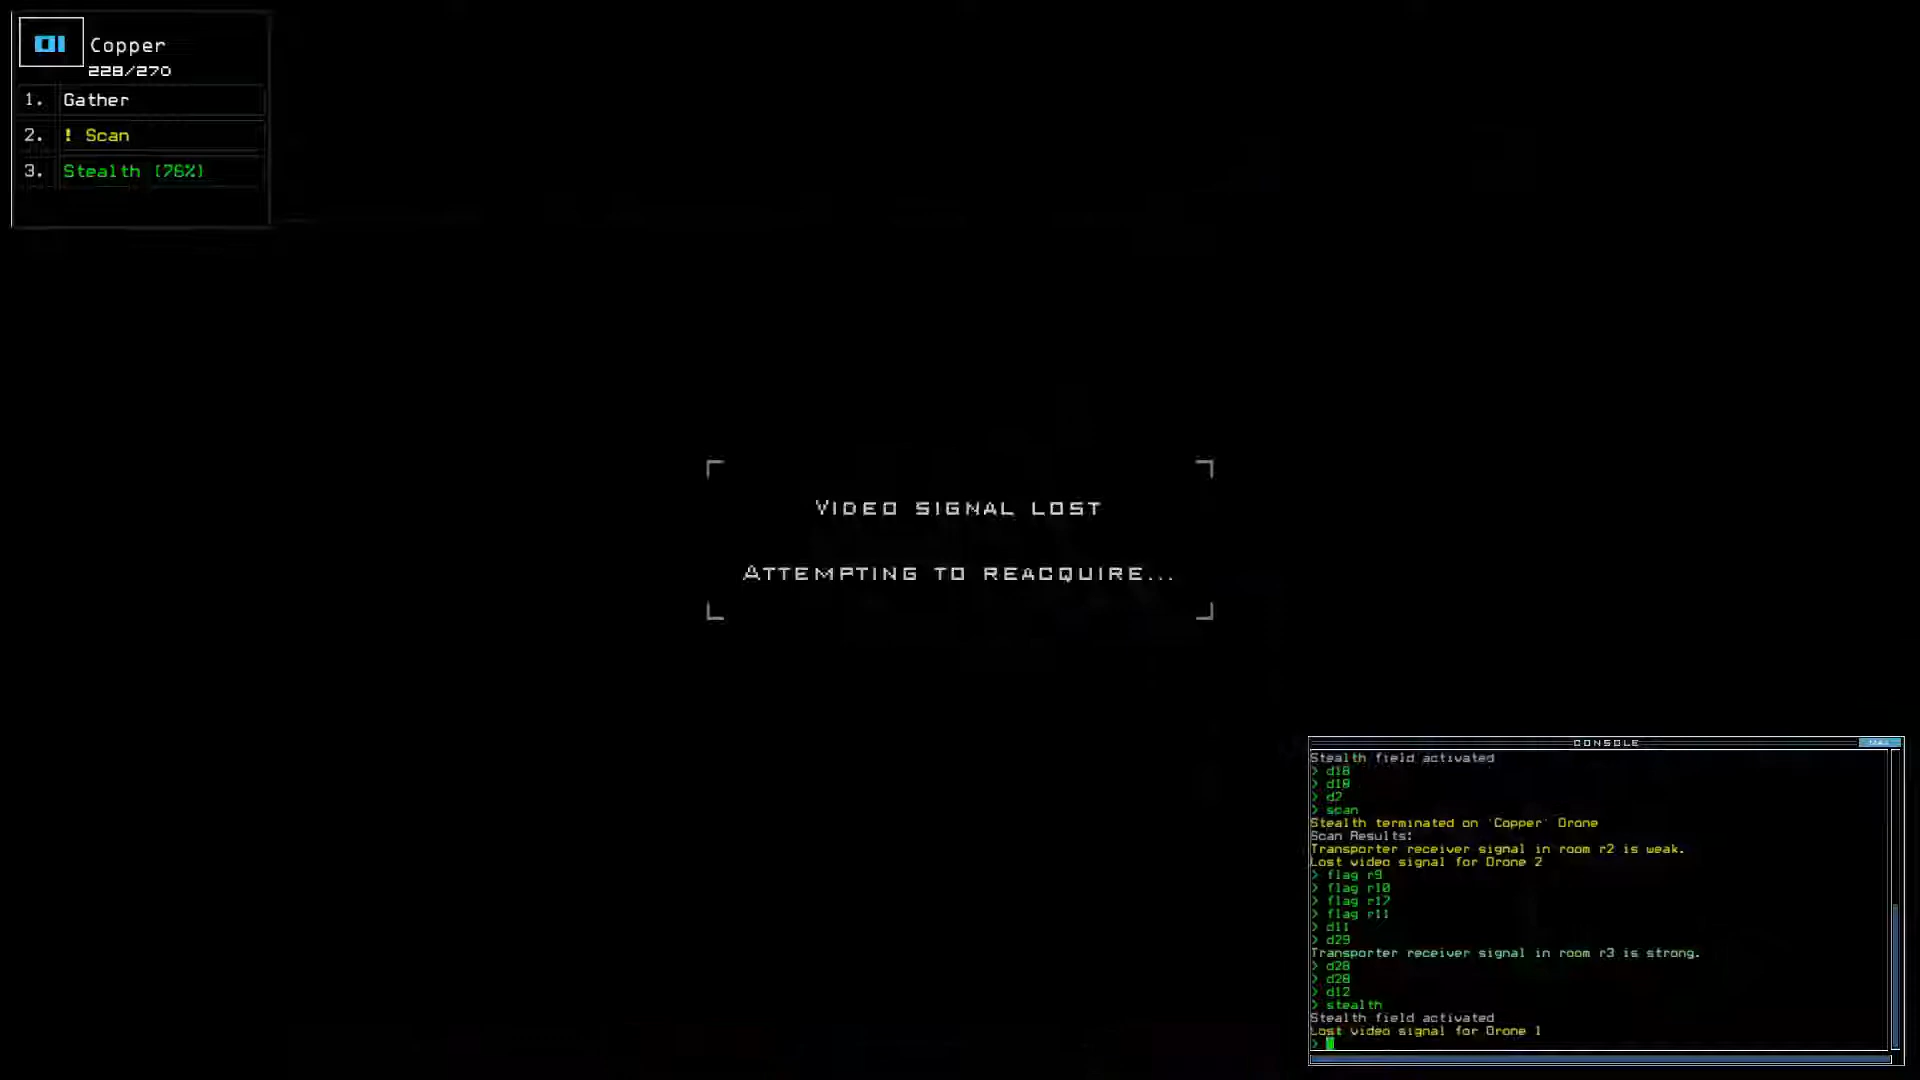 01 Copper
228/270
1. Gather
2. ! Scan
3. Stealth (76%)
VIDEO SIGNAL LOST
ATTEMPTING TO REACQUIRE...
CONSOLE
Stealth field activated
> d18
> d18
> d2
> scan
Stealth terminated on 'Copper' Drone
Scan Results:
Transporter receiver signal in room r2 is weak.
Lost video signal for Drone 2
> flag r9
> flag r10
> flag r17
> flag r11
> d11
> d29
Transporter receiver signal in room r3 is strong.
> d28
> d28
> d12
> stealth
Stealth field activated
Lost video signal for Drone 1
>